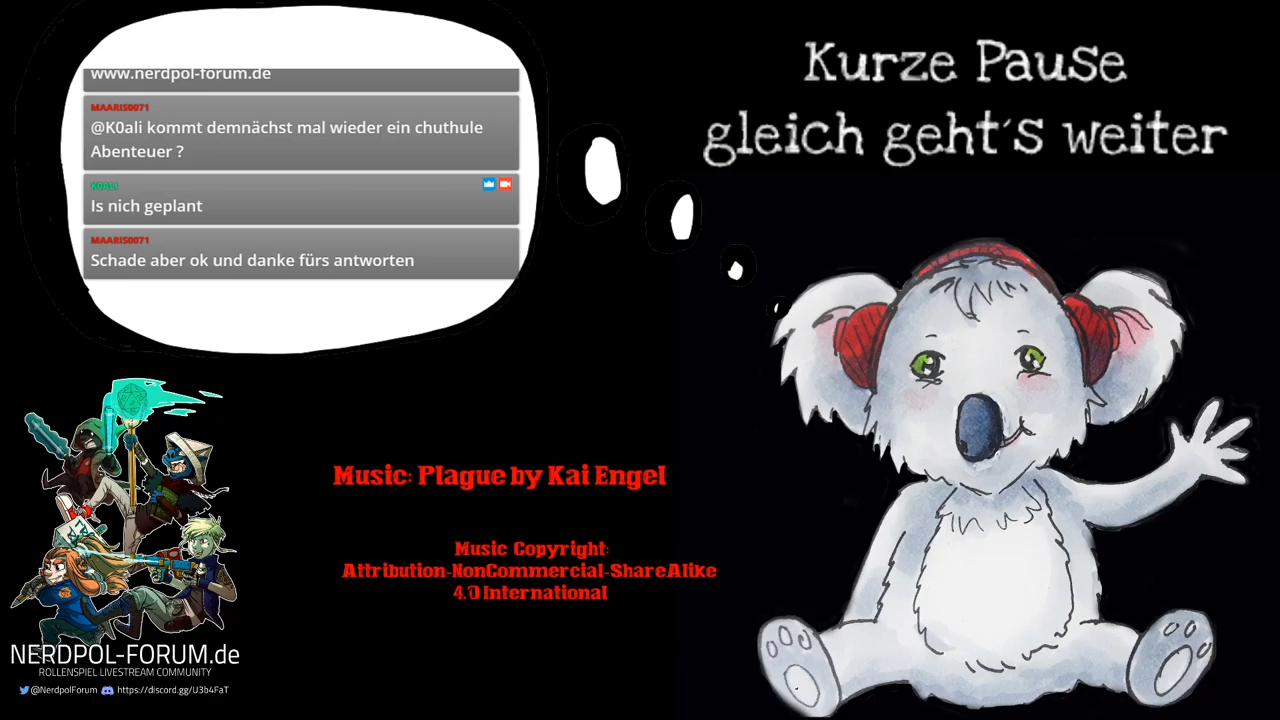 www.nerdpol-forum.de
MAARIS0071
@K0ali kommt demnächst mal wieder ein chuthule
Abenteuer ?
K0ALI
Is nich geplant
MAARIS0071
Schade aber ok und danke fürs antworten
Kurze Pause
gleich geht's weiter
Music: Plague by Kai Engel
Music Copyright:
Attribution-NonCommercial-ShareAlike
4.0 International
NERDPOL-FORUM.de
ROLLENSPIEL LIVESTREAM COMMUNITY
@NerdpolForum https://discord.gg/U3b4FaT